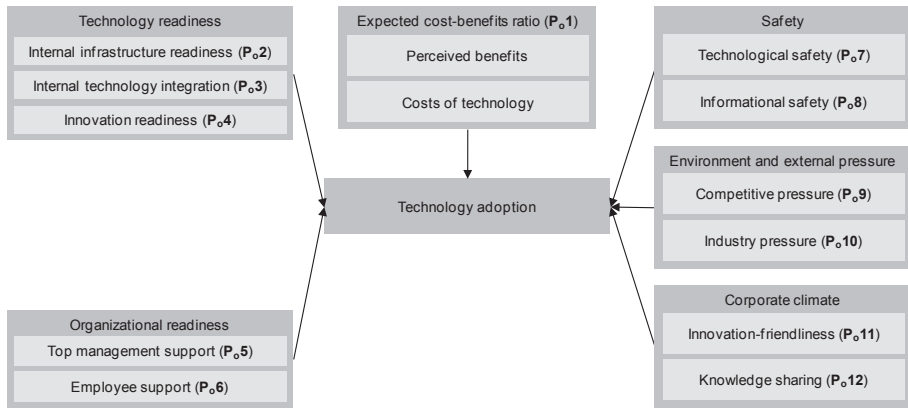 Technology readiness
Internal infrastructure readiness (Po2)
Internal technology integration (Po3)
Innovation readiness (Po4)
Expected cost-benefits ratio (Po1)
Perceived benefits
Costs of technology
Safety
Technological safety (Po7)
Informational safety (Po8)
Technology adoption
Environment and external pressure
Competitive pressure (Po9)
Industry pressure (Po10)
Organizational readiness
Top management support (Po5)
Employee support (Po6)
Corporate climate
Innovation-friendliness (Po11)
Knowledge sharing (Po12)